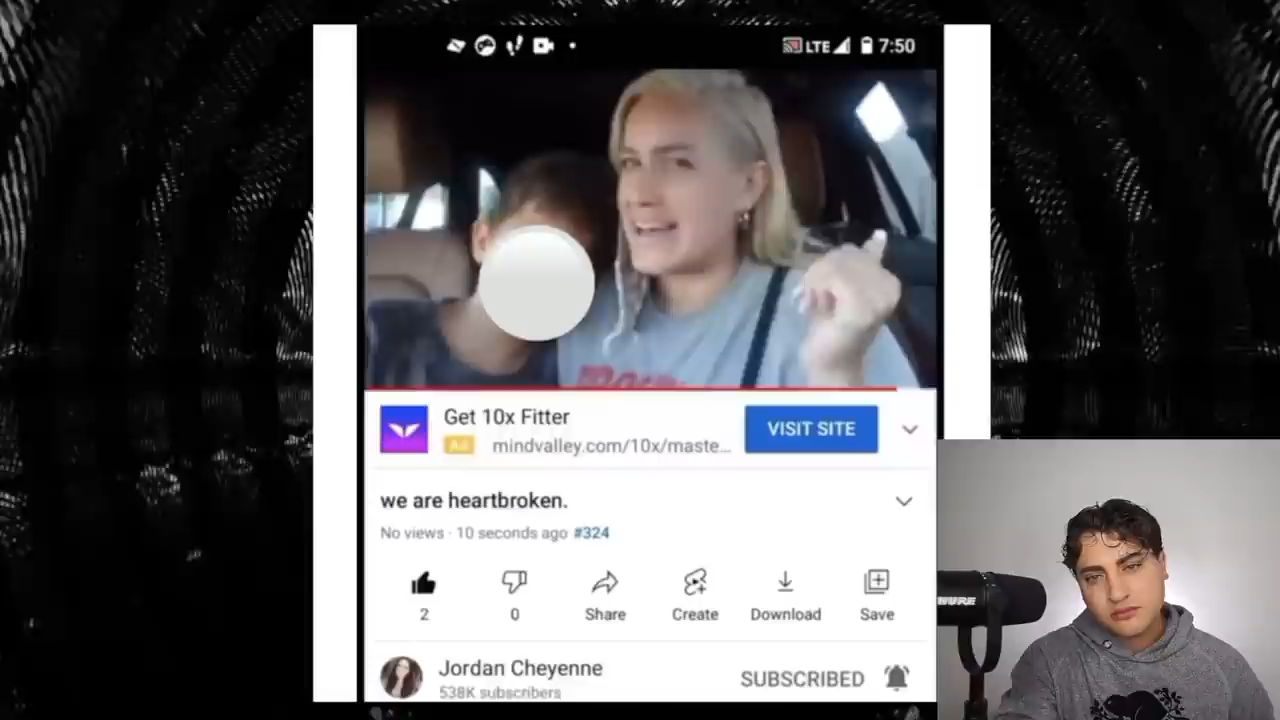 LTE 7:50
Get 10x Fitter
Ad mindvalley.com/10x/maste...
VISIT SITE
we are heartbroken.
No views · 10 seconds ago #324
2 0 Share Create Download Save
Jordan Cheyenne
538K subscribers
SUBSCRIBED